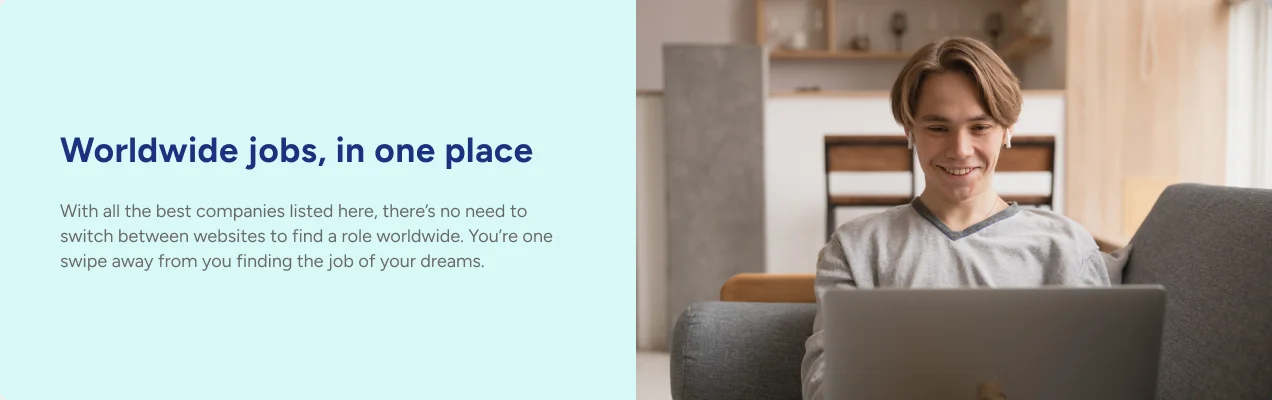 Worldwide jobs, in one place
With all the best companies listed here, there’s no need to
switch between websites to find a role worldwide. You’re one
swipe away from you finding the job of your dreams.